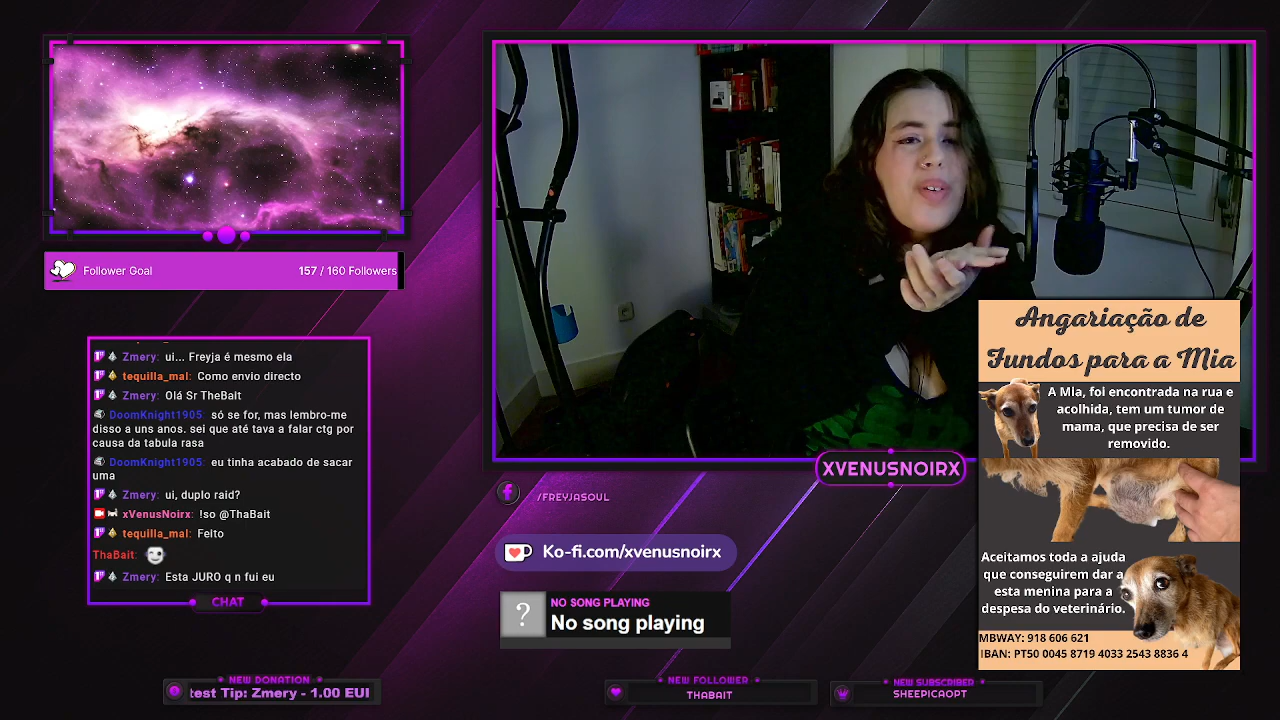 Follower Goal
157 / 160 Followers
Zmery: ui... Freyja é mesmo ela
tequilla_mal: Como envio directo
Zmery: Olá Sr TheBait
DoomKnight1905: só se for, mas lembro-me
disso a uns anos. sei que até tava a falar ctg por
causa da tabula rasa
DoomKnight1905: eu tinha acabado de sacar
uma
Zmery: ui, duplo raid?
xVenusNoirx: !so @ThaBait
tequilla_mal: Feito
ThaBait:
Zmery: Esta JURO q n fui eu
CHAT
XVENUSNOIRX
/FREYJASOUL
Ko-fi.com/xvenusnoirx
NO SONG PLAYING
No song playing
Angariação de
Fundos para a Mia
A Mia, foi encontrada na rua e
acolhida, tem um tumor de
mama, que precisa de ser
removido.
Aceitamos toda a ajuda
que conseguirem dar a
esta menina para a
despesa do veterinário.
MBWAY: 918 606 621
IBAN: PT50 0045 8719 4033 2543 8836 4
NEW DONATION
test Tip: Zmery - 1.00 EUI
NEW FOLLOWER
THABAIT
NEW SUBSCRIBED
SHEEPICAOPT